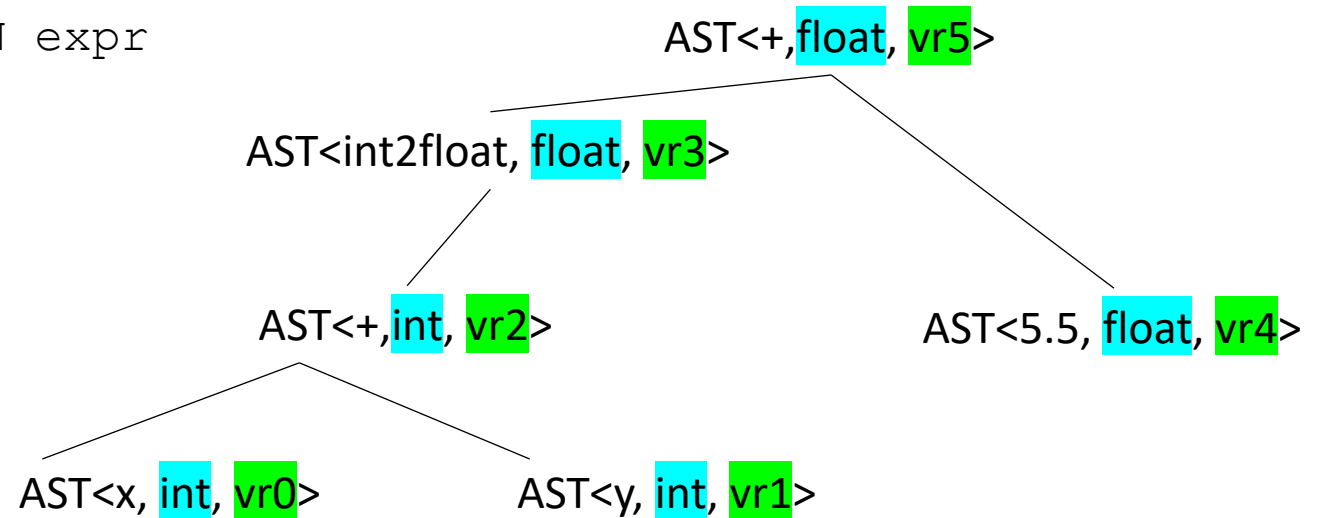 expr
AST<+,float, vr5>
AST<int2float, float, vr3>
AST<+,int, vr2>
AST<5.5, float, vr4>
AST<x, int, vr0>
AST<y, int, vr1>